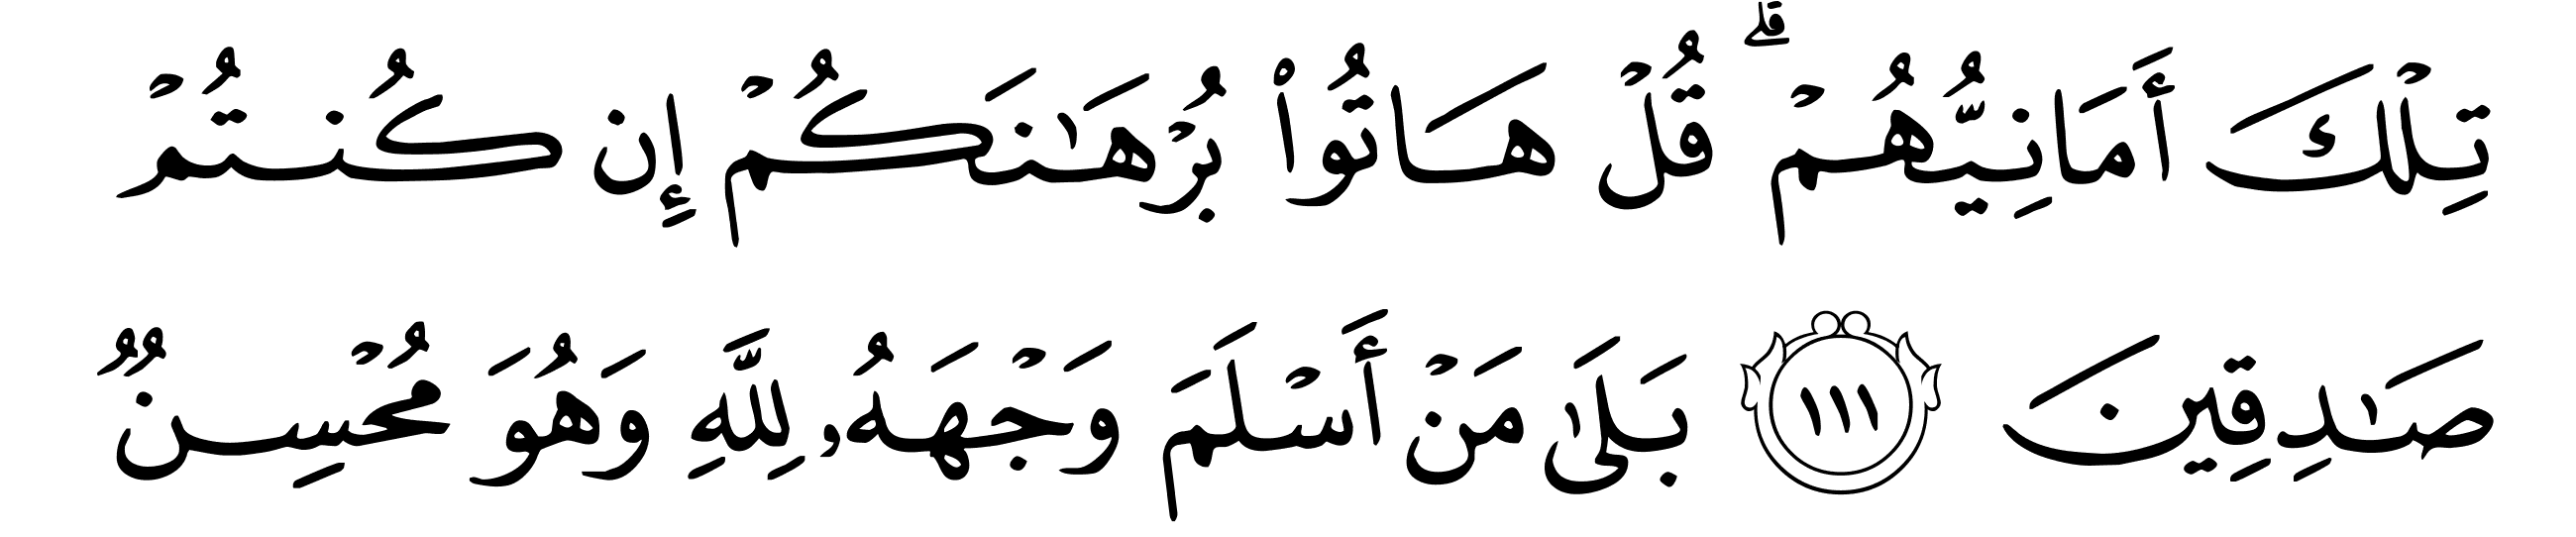 تِلْكَ أَمَانِيُّهُمْ ۗ قُلْ هَاتُوا۟ بُرْهَـٰنَكُمْ إِن كُنتُمْ
صَـٰدِقِينَ ١١١ بَلَىٰ مَنْ أَسْلَمَ وَجْهَهُۥ لِلَّهِ وَهُوَ مُحْسِنٌ